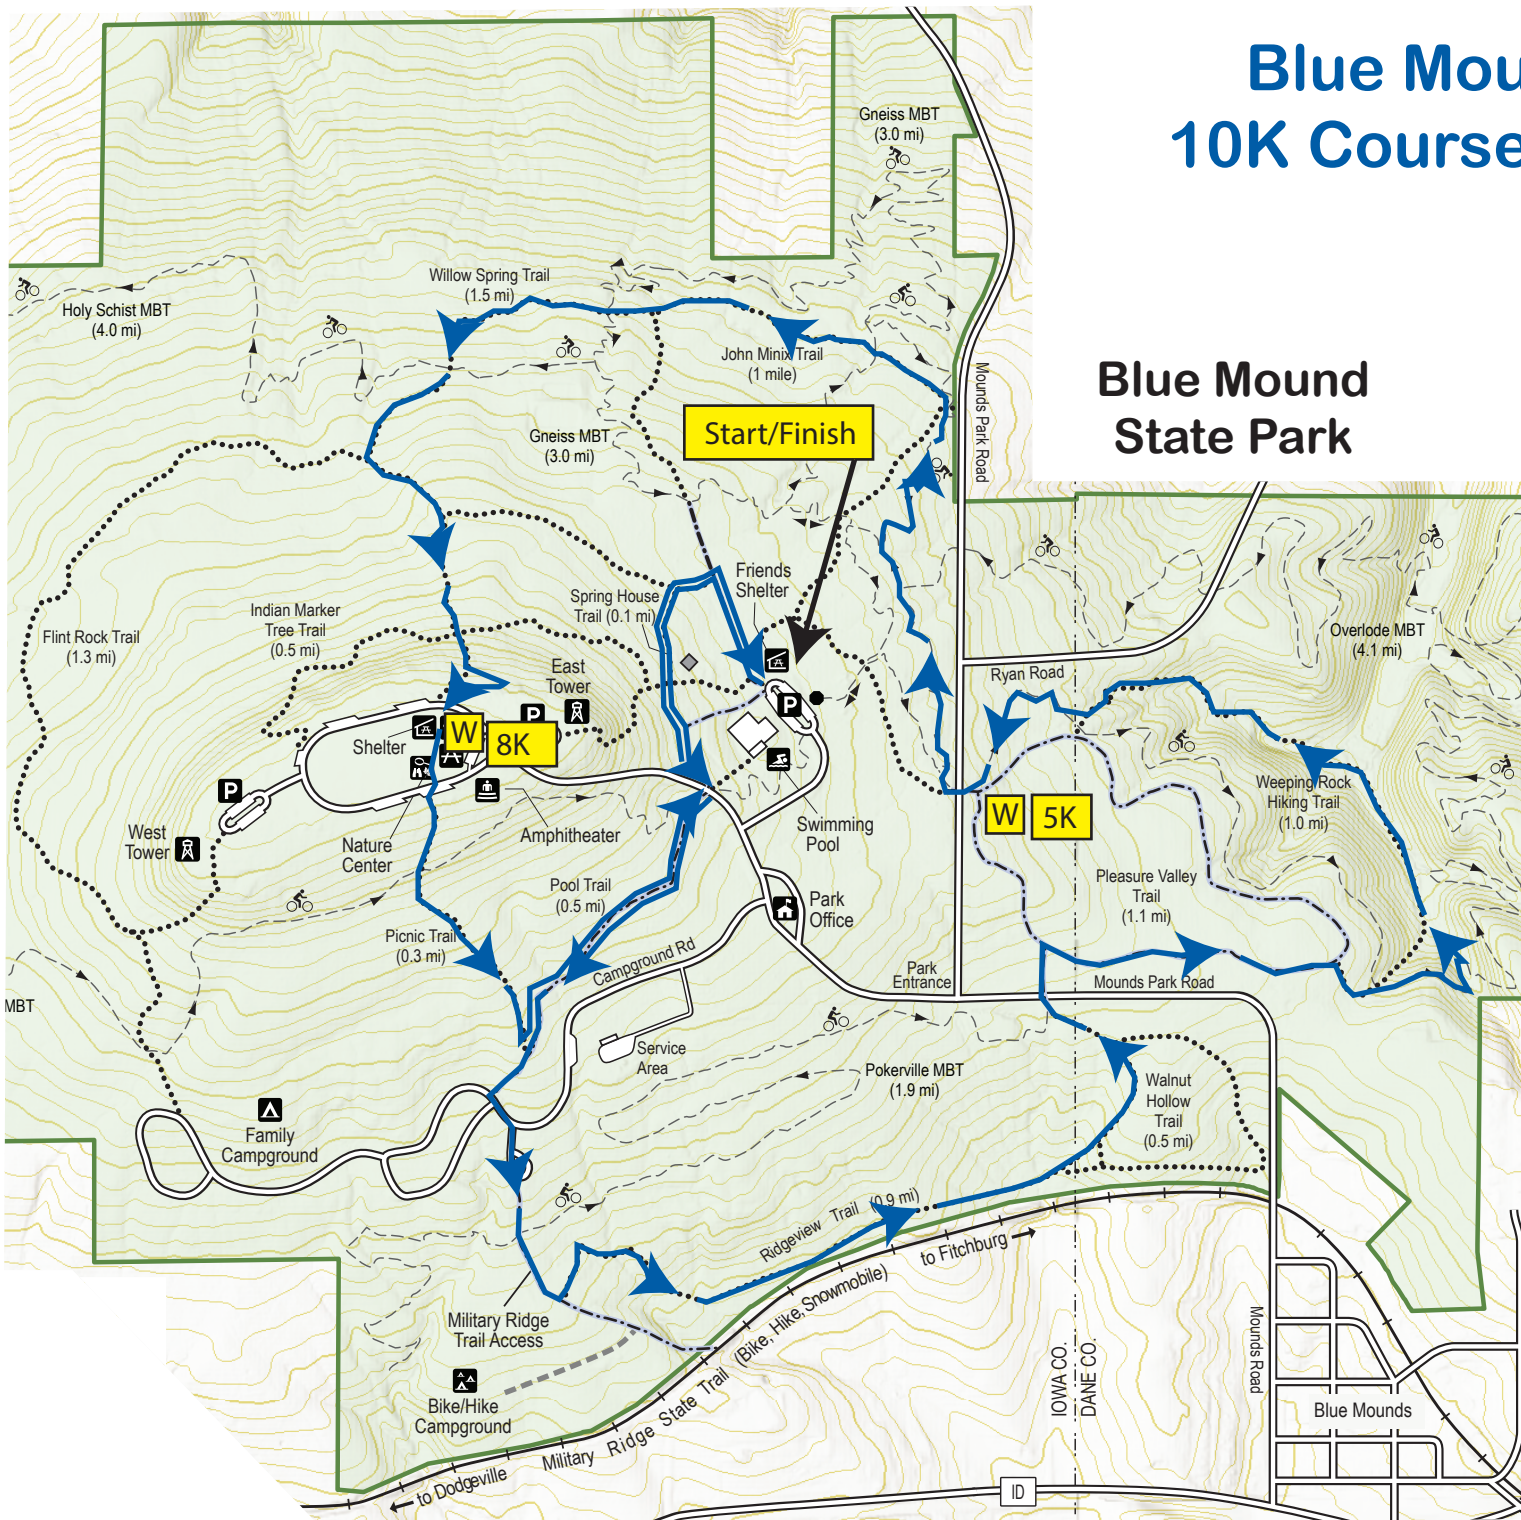 Blue Mou
10K Course
Blue Mound
State Park
Gneiss MBT
(3.0 mi)
Willow Spring Trail
(1.5 mi)
Holy Schist MBT
(4.0 mi)
John Minix Trail
(1 mile)
Mounds Park Road
Start/Finish
Gneiss MBT
(3.0 mi)
Friends
Shelter
Spring House
Trail (0.1 mi)
Indian Marker
Tree Trail
(0.5 mi)
Flint Rock Trail
(1.3 mi)
East
Tower
Overlode MBT
(4.1 mi)
Ryan Road
P
P
W
8K
Shelter
P
Weeping Rock
Hiking Trail
(1.0 mi)
W
5K
Swimming
Pool
Amphitheater
West
Tower
Nature
Center
Pool Trail
(0.5 mi)
Park
Office
Pleasure Valley
Trail
(1.1 mi)
Picnic Trail
(0.3 mi)
Campground Rd
Park
Entrance
Mounds Park Road
MBT
Service
Area
Pokerville MBT
(1.9 mi)
Walnut
Hollow
Trail
(0.5 mi)
Family
Campground
Ridgeview Trail (0.9 mi)
to Fitchburg
Military Ridge
Trail Access
Bike/Hike
Campground
Military Ridge State Trail (Bike, Hike, Snowmobile)
to Dodgeville
IOWA CO.
DANE CO.
Mounds Road
Blue Mounds
ID